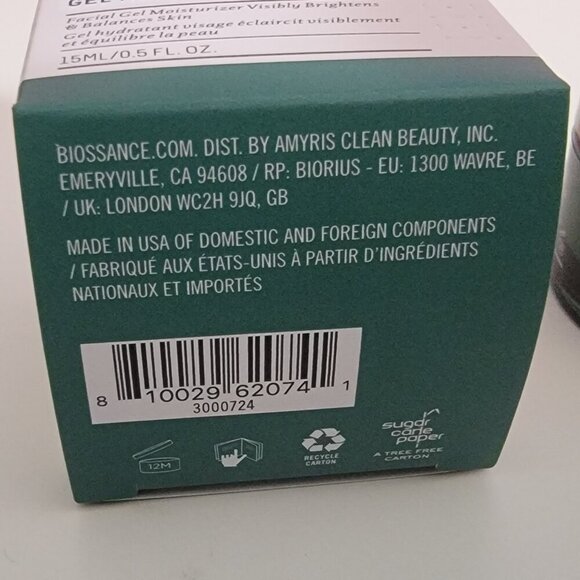 GEL
Facial Gel Moisturizer Visibly Brightens
& Balances Skin
Gel hydratant visage éclaircit visiblement
et équilibre la peau
15ML/0.5 FL. OZ.
BIOSSANCE.COM. DIST. BY AMYRIS CLEAN BEAUTY, INC.
EMERYVILLE, CA 94608 / RP: BIORIUS - EU: 1300 WAVRE, BE
/ UK: LONDON WC2H 9JQ, GB
MADE IN USA OF DOMESTIC AND FOREIGN COMPONENTS
/ FABRIQUÉ AUX ÉTATS-UNIS À PARTIR D'INGRÉDIENTS
NATIONAUX ET IMPORTÉS
8 10029 62074 1
3000724
12M
RECYCLE
CARTON
sugar
cane
paper
A TREE FREE
CARTON